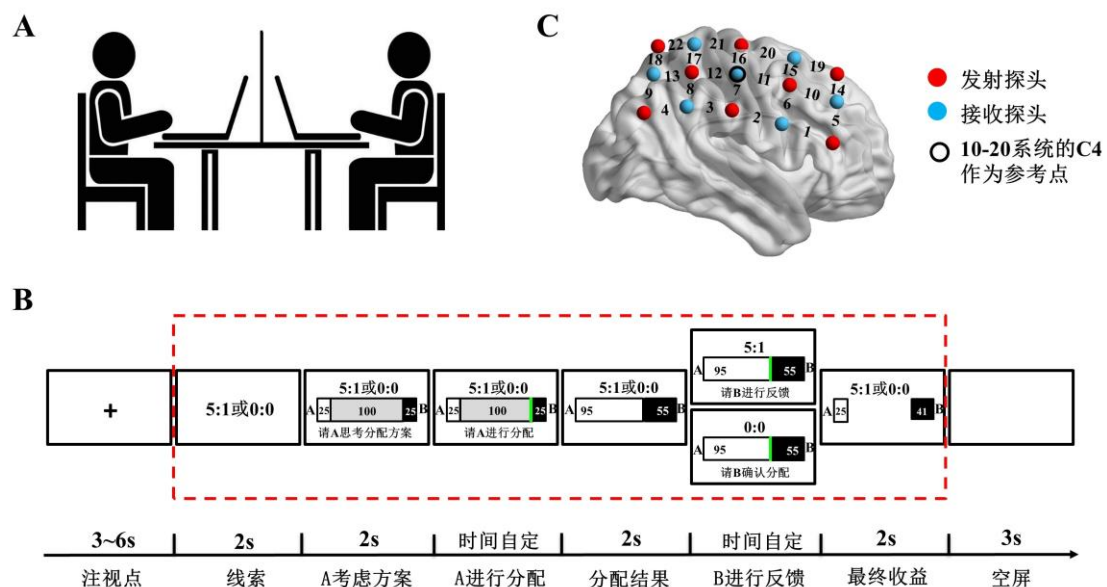 A
C
22 21 20
18 17 16 19
13 12 11 15 14
9 8 7 10
4 3 2 6 5
1
发射探头
接收探头
10-20系统的C4
作为参考点
B
+
5:1或0:0
5:1或0:0
A 25 100 25 B
请A思考分配方案
5:1或0:0
A 25 100 25 B
请A进行分配
5:1或0:0
A 95 55 B
5:1
A 95 55 B
请B进行反馈
0:0
A 95 55 B
请B确认分配
5:1或0:0
A 25 41 B
3~6s 2s 2s 时间自定 2s 时间自定 2s 3s
注视点 线索 A考虑方案 A进行分配 分配结果 B进行反馈 最终收益 空屏